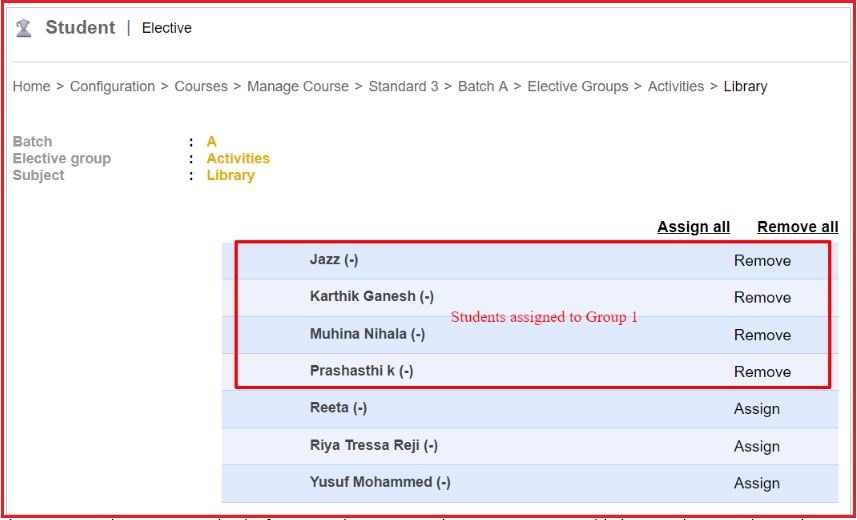 Student | Elective
Home > Configuration > Courses > Manage Course > Standard 3 > Batch A > Elective Groups > Activities > Library
Batch : A
Elective group : Activities
Subject : Library
Assign all Remove all
Jazz (-) Remove
Karthik Ganesh (-) Remove
Students assigned to Group 1
Muhina Nihala (-) Remove
Prashasthi k (-) Remove
Reeta (-) Assign
Riya Tressa Reji (-) Assign
Yusuf Mohammed (-) Assign